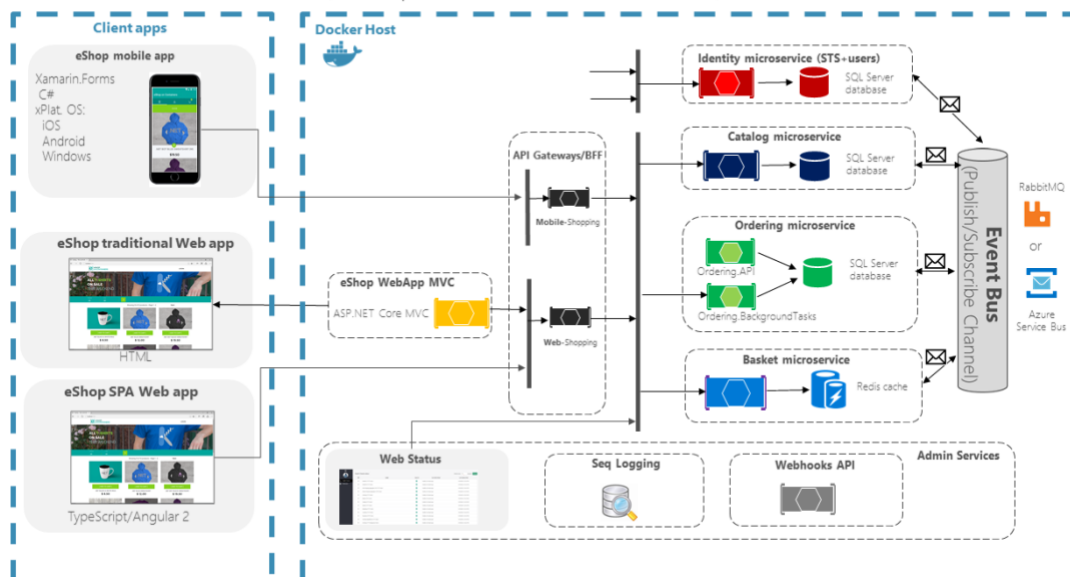 Client apps
eShop mobile app
Xamarin.Forms
C#
xPlat. OS:
iOS
Android
Windows
eShop traditional Web app
HTML
eShop SPA Web app
TypeScript/Angular 2
Docker Host
eShop WebApp MVC
ASP.NET Core MVC
API Gateways/BFF
Mobile-Shopping
Web-Shopping
Identity microservice (STS+users)
SQL Server
database
Catalog microservice
SQL Server
database
Ordering microservice
Ordering.API
SQL Server
database
Ordering.BackgroundTasks
Basket microservice
Redis cache
Event Bus
(Publish/Subscribe Channel)
RabbitMQ
or
Azure
Service Bus
Admin Services
Web Status
Seq Logging
Webhooks API